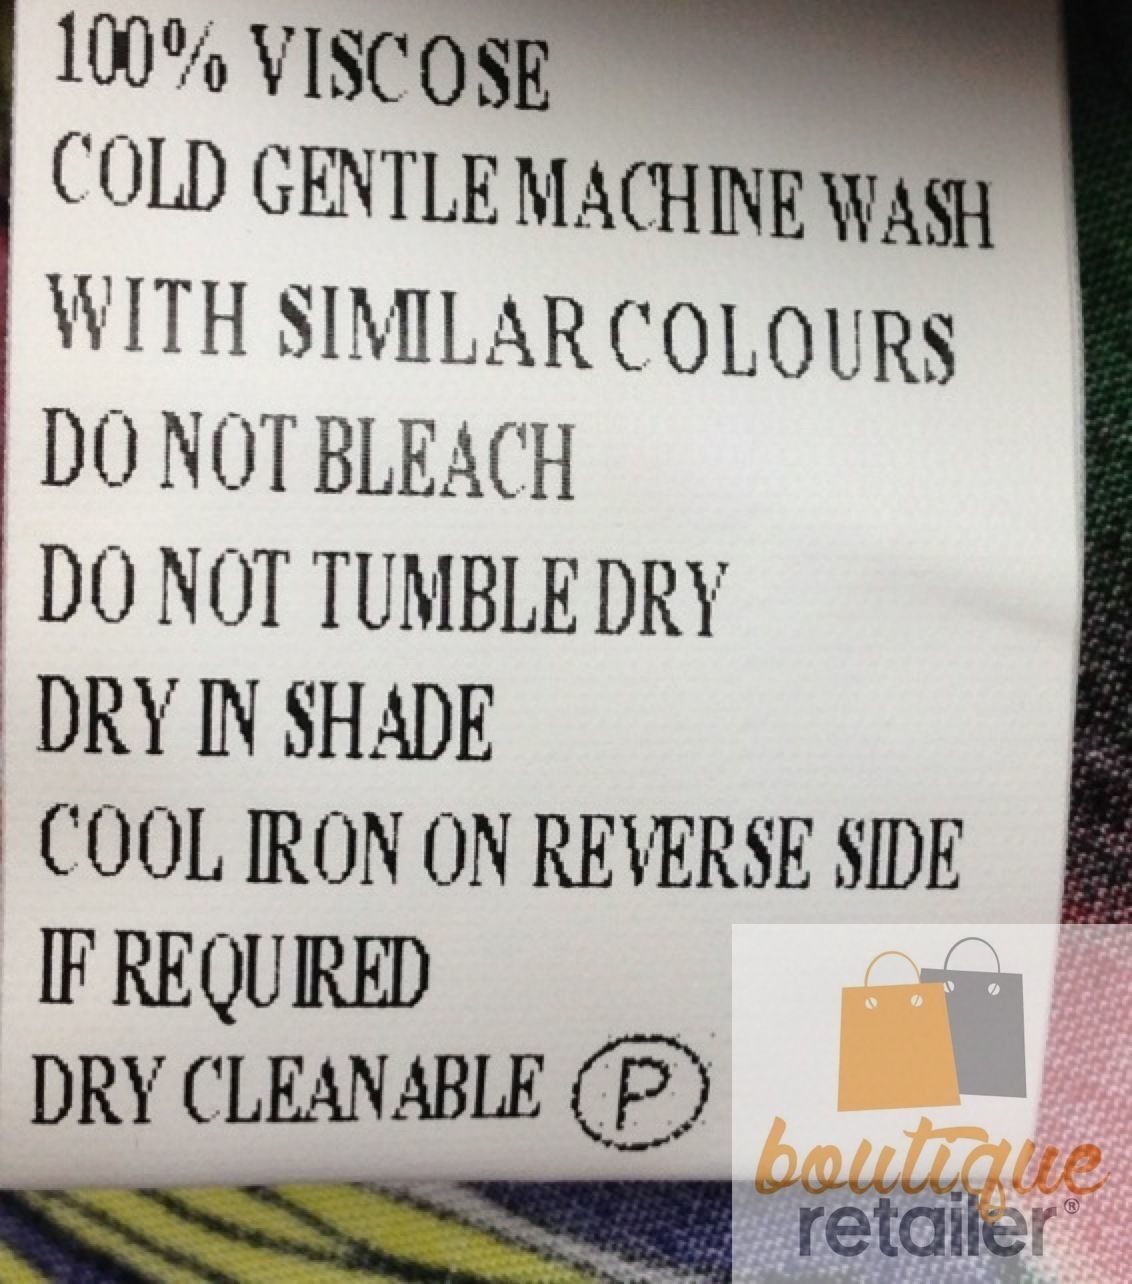 100% VISCOSE
COLD GENTLE MACHINE WASH
WITH SIMILAR COLOURS
DO NOT BLEACH
DO NOT TUMBLE DRY
DRY IN SHADE
COOL IRON ON REVERSE SIDE
IF REQUIRED
DRY CLEANABLE Ⓟ
boutique
retailer®